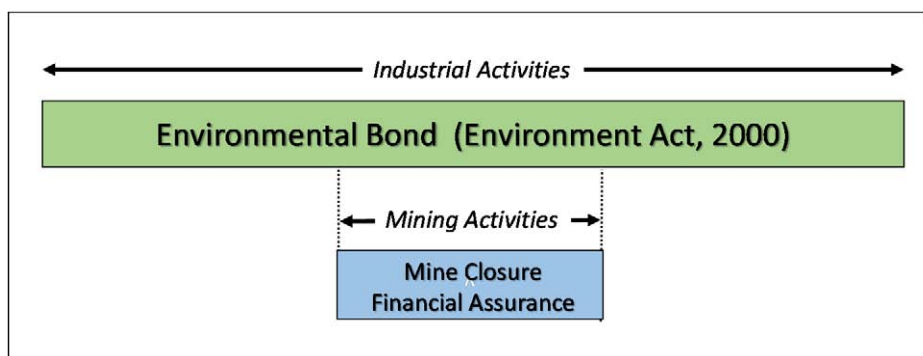 Industrial Activities
Environmental Bond (Environment Act, 2000)
Mining Activities
Mine Closure
Financial Assurance